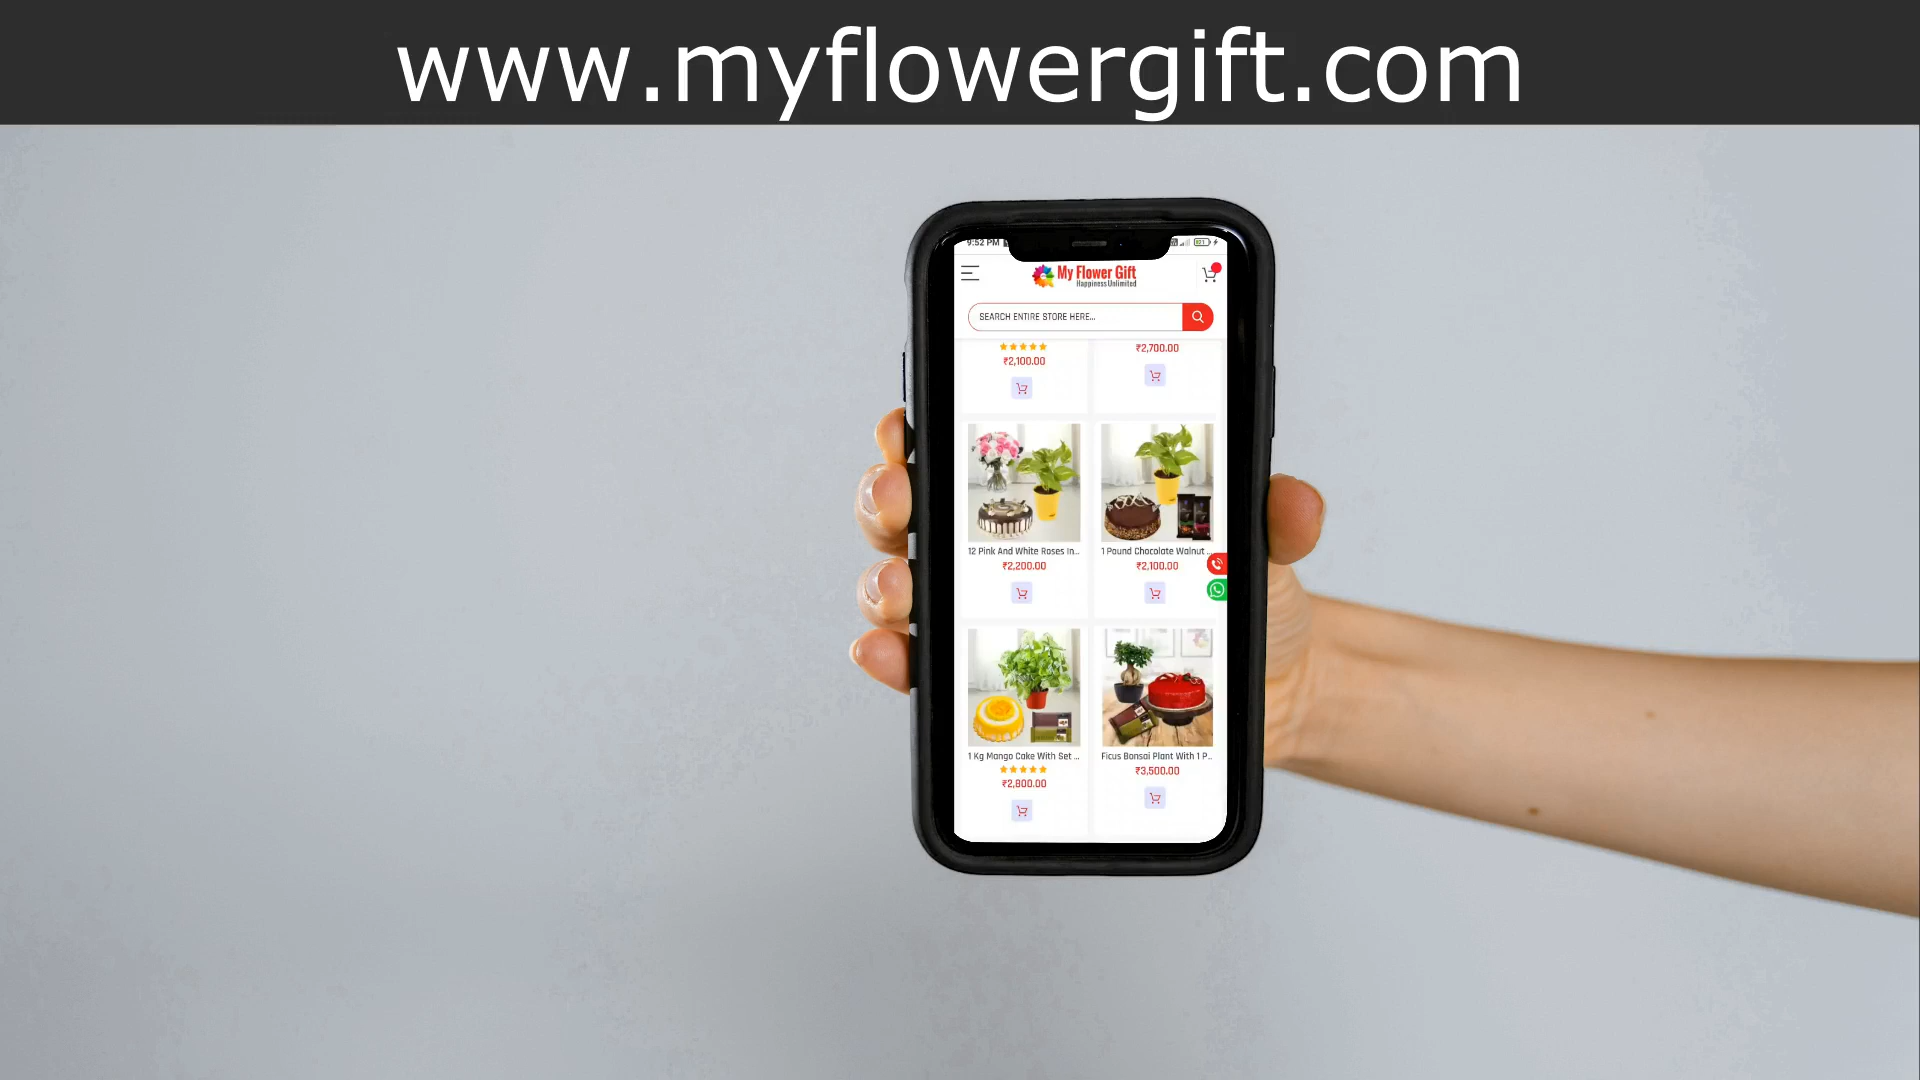 www.myflowergift.com
9:52 PM
My Flower Gift
Happiness Unlimited
SEARCH ENTIRE STORE HERE...
₹2,100.00
₹2,700.00
12 Pink And White Roses In...
₹2,200.00
1 Pound Chocolate Walnut ...
₹2,100.00
1 Kg Mango Cake With Set ...
₹2,800.00
Ficus Bonsai Plant With 1 P...
₹3,500.00